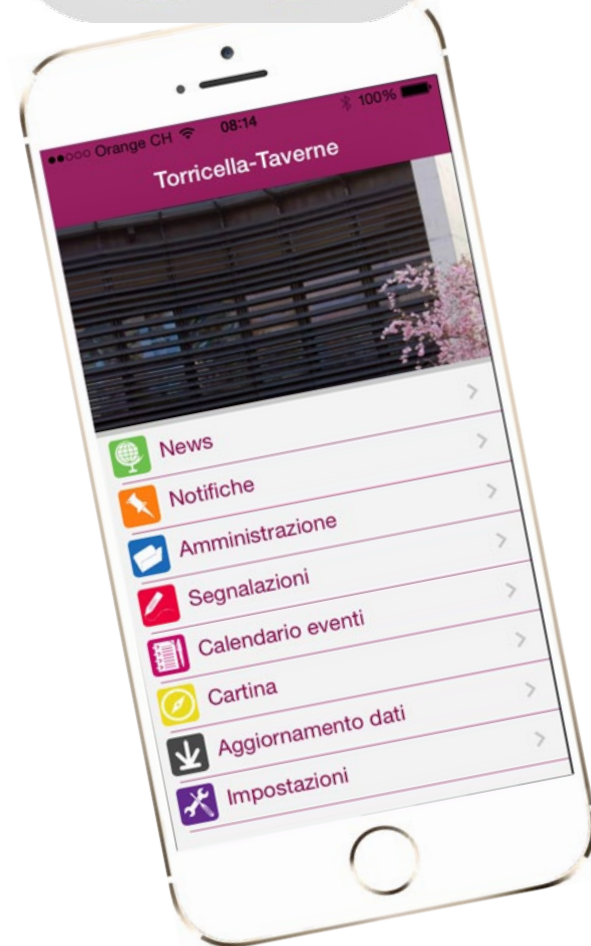 Orange CH 08:14 100%
Torricella-Taverne
News
Notifiche
Amministrazione
Segnalazioni
Calendario eventi
Cartina
Aggiornamento dati
Impostazioni